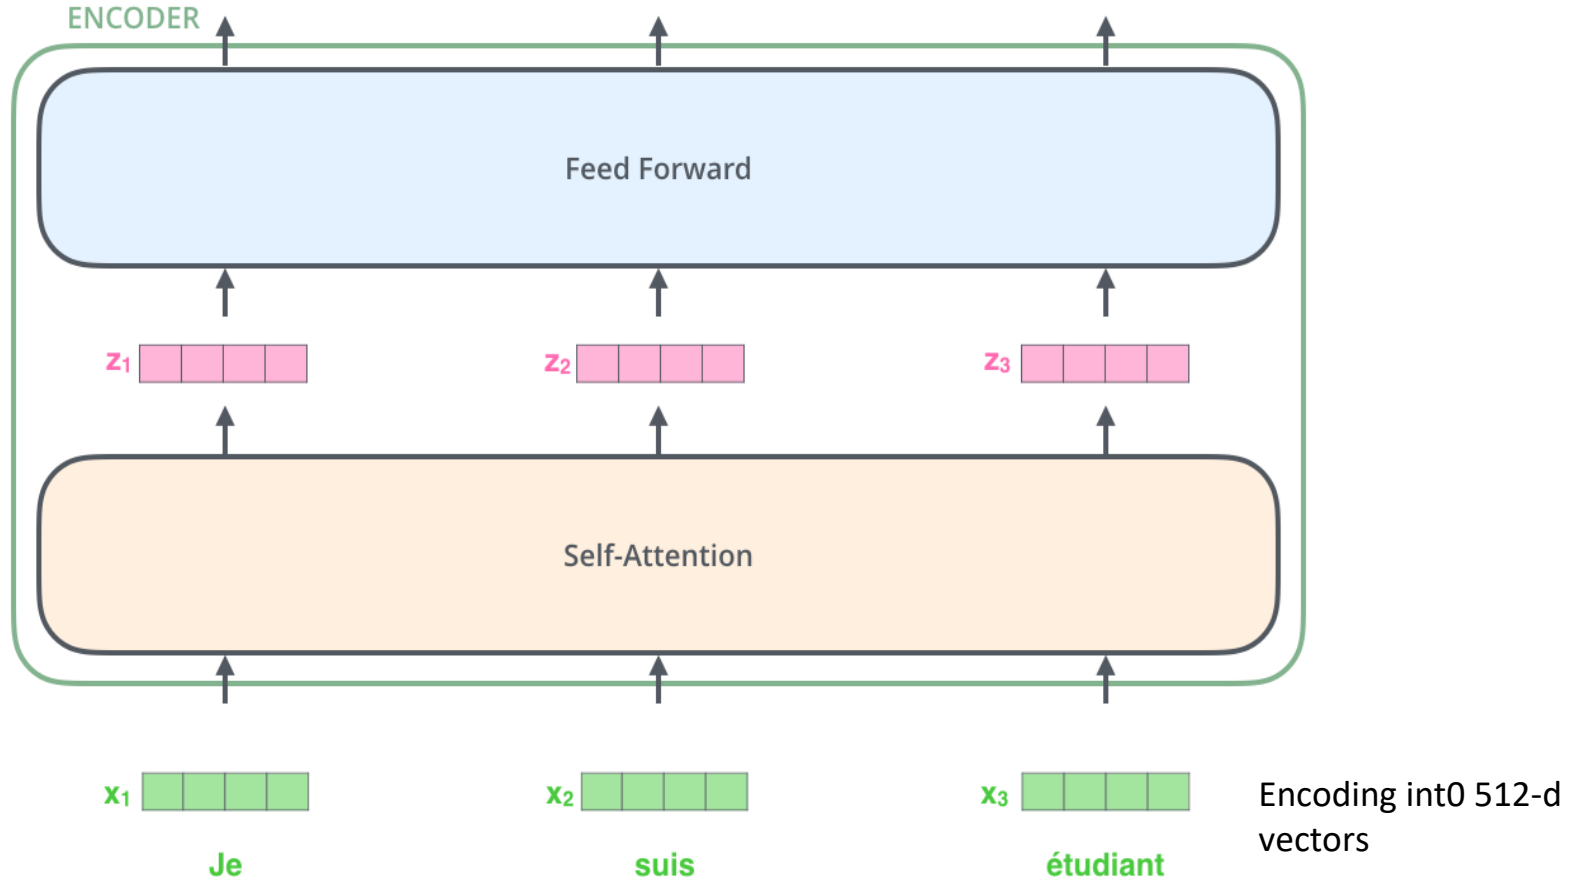 ENCODER
Feed Forward
z1
z2
z3
Self-Attention
x1
x2
x3
Encoding int0 512-d
vectors
Je
suis
étudiant